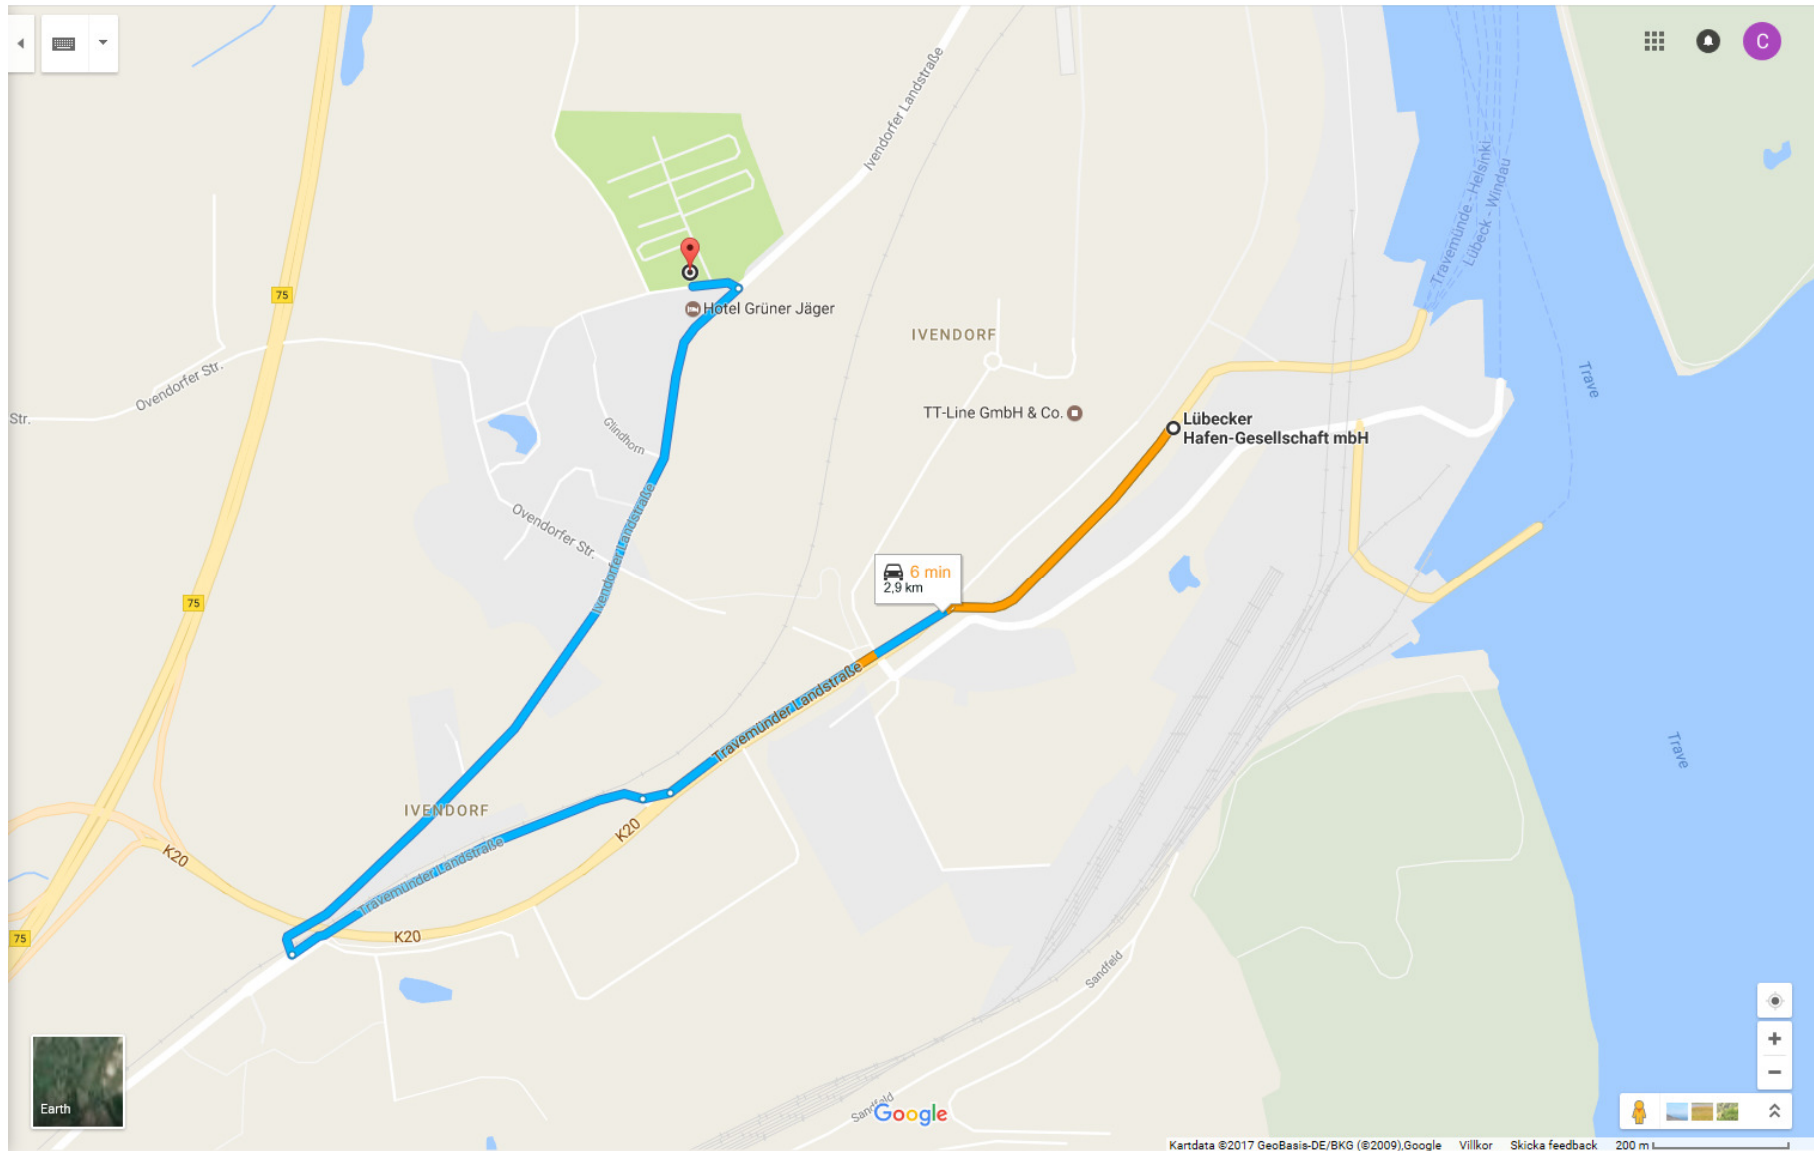 C
Ivendorfer Landstraße
Travemünde - Helsinki
Lübeck - Windau
75
Hotel Grüner Jäger
IVENDORF
Ovendorfer Str.
Str.
Trave
TT-Line GmbH & Co.
Lübecker
Hafen-Gesellschaft mbH
Glindhorn
Ovendorfer Str.
Ivendorfer Landstraße
6 min
2,9 km
75
Travemünder Landstraße
Trave
IVENDORF
K20
K20
Travemünder Landstraße
75
K20
Sandfeld
Earth
Sandfeld
Google
Kartdata ©2017 GeoBasis-DE/BKG (©2009),Google Villkor Skicka feedback 200 m